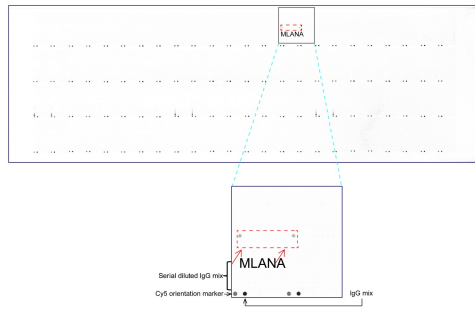 MLANA
MLANA
Serial diluted IgG mix
Cy5 orientation marker
IgG mix